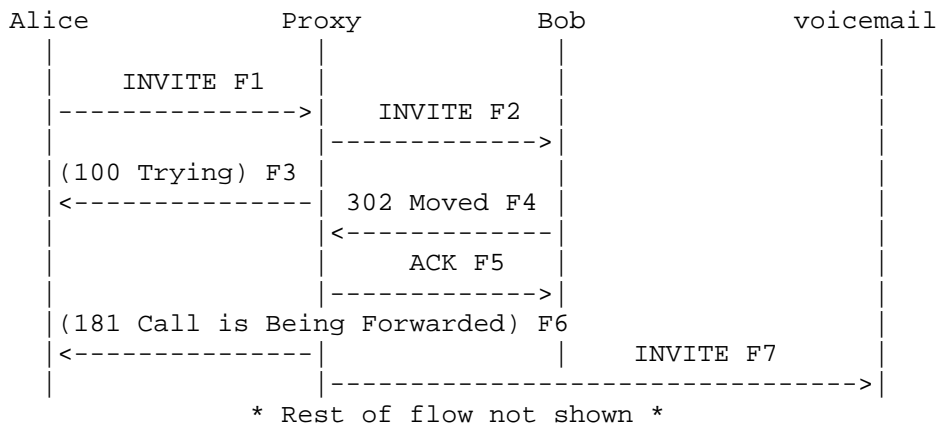 Alice Proxy Bob voicemail
INVITE F1
INVITE F2
(100 Trying) F3
302 Moved F4
ACK F5
(181 Call is Being Forwarded) F6
INVITE F7
* Rest of flow not shown *